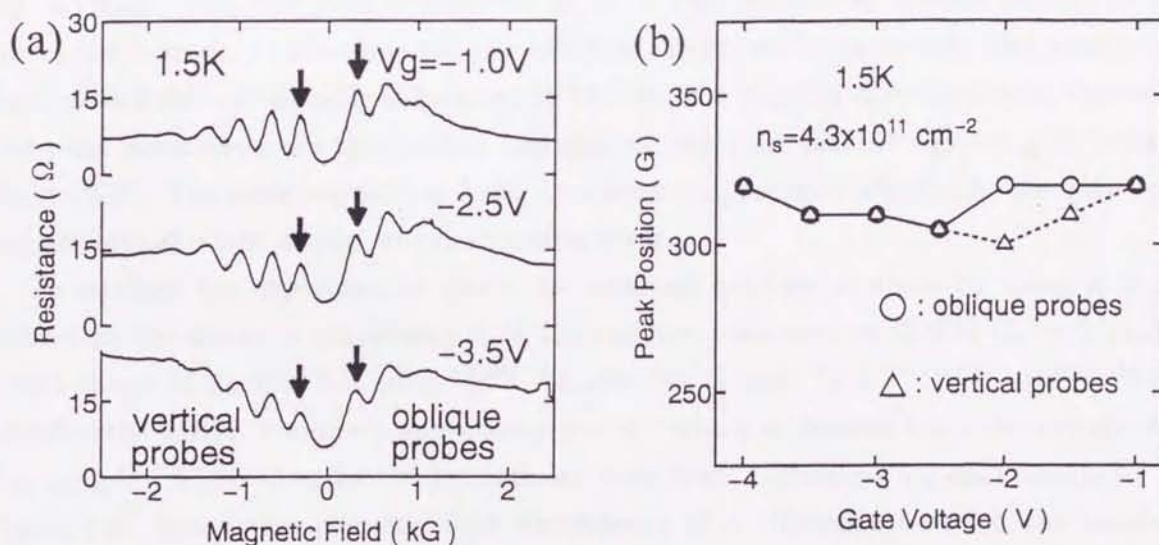 (a)
30
1.5K
Vg=−1.0V
15
0
−2.5V
15
0
−3.5V
15
0
vertical probes
oblique probes
Resistance Ω
−2 −1 0 1 2
Magnetic Field ( kG )
(b)
1.5K
350
nₛ=4.3x10¹¹ cm⁻²
300
○ : oblique probes
△ : vertical probes
250
Peak Position ( G )
−4 −3 −2 −1
Gate Voltage ( V )